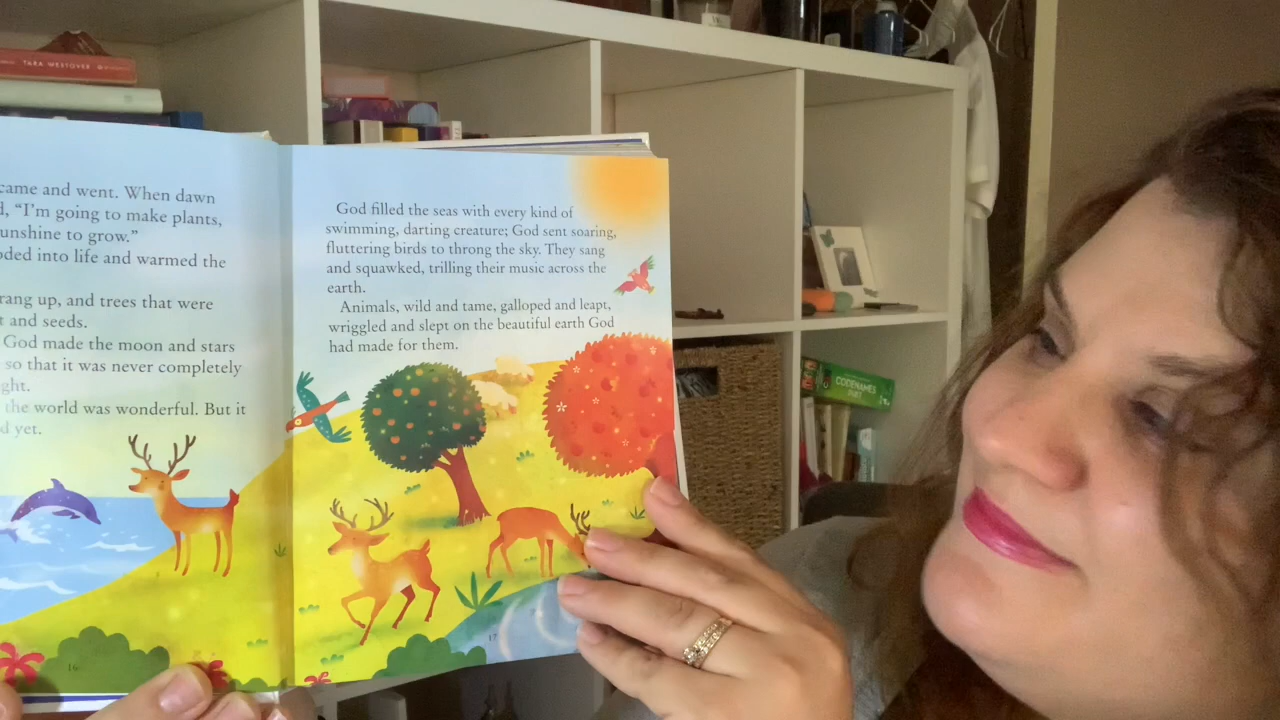 TARA WESTOVER
came and went. When dawn
"I'm going to make plants,
sunshine to grow."
into life and warmed the
up, and trees that were
and seeds.
God made the moon and stars
so that it was never completely
the world was wonderful. But it
yet.
16
God filled the seas with every kind of
swimming, darting creature; God sent soaring,
fluttering birds to throng the sky. They sang
and squawked, trilling their music across the
earth.
Animals, wild and tame, galloped and leapt,
wriggled and slept on the beautiful earth God
had made for them.
17
CODENAMES
DUET